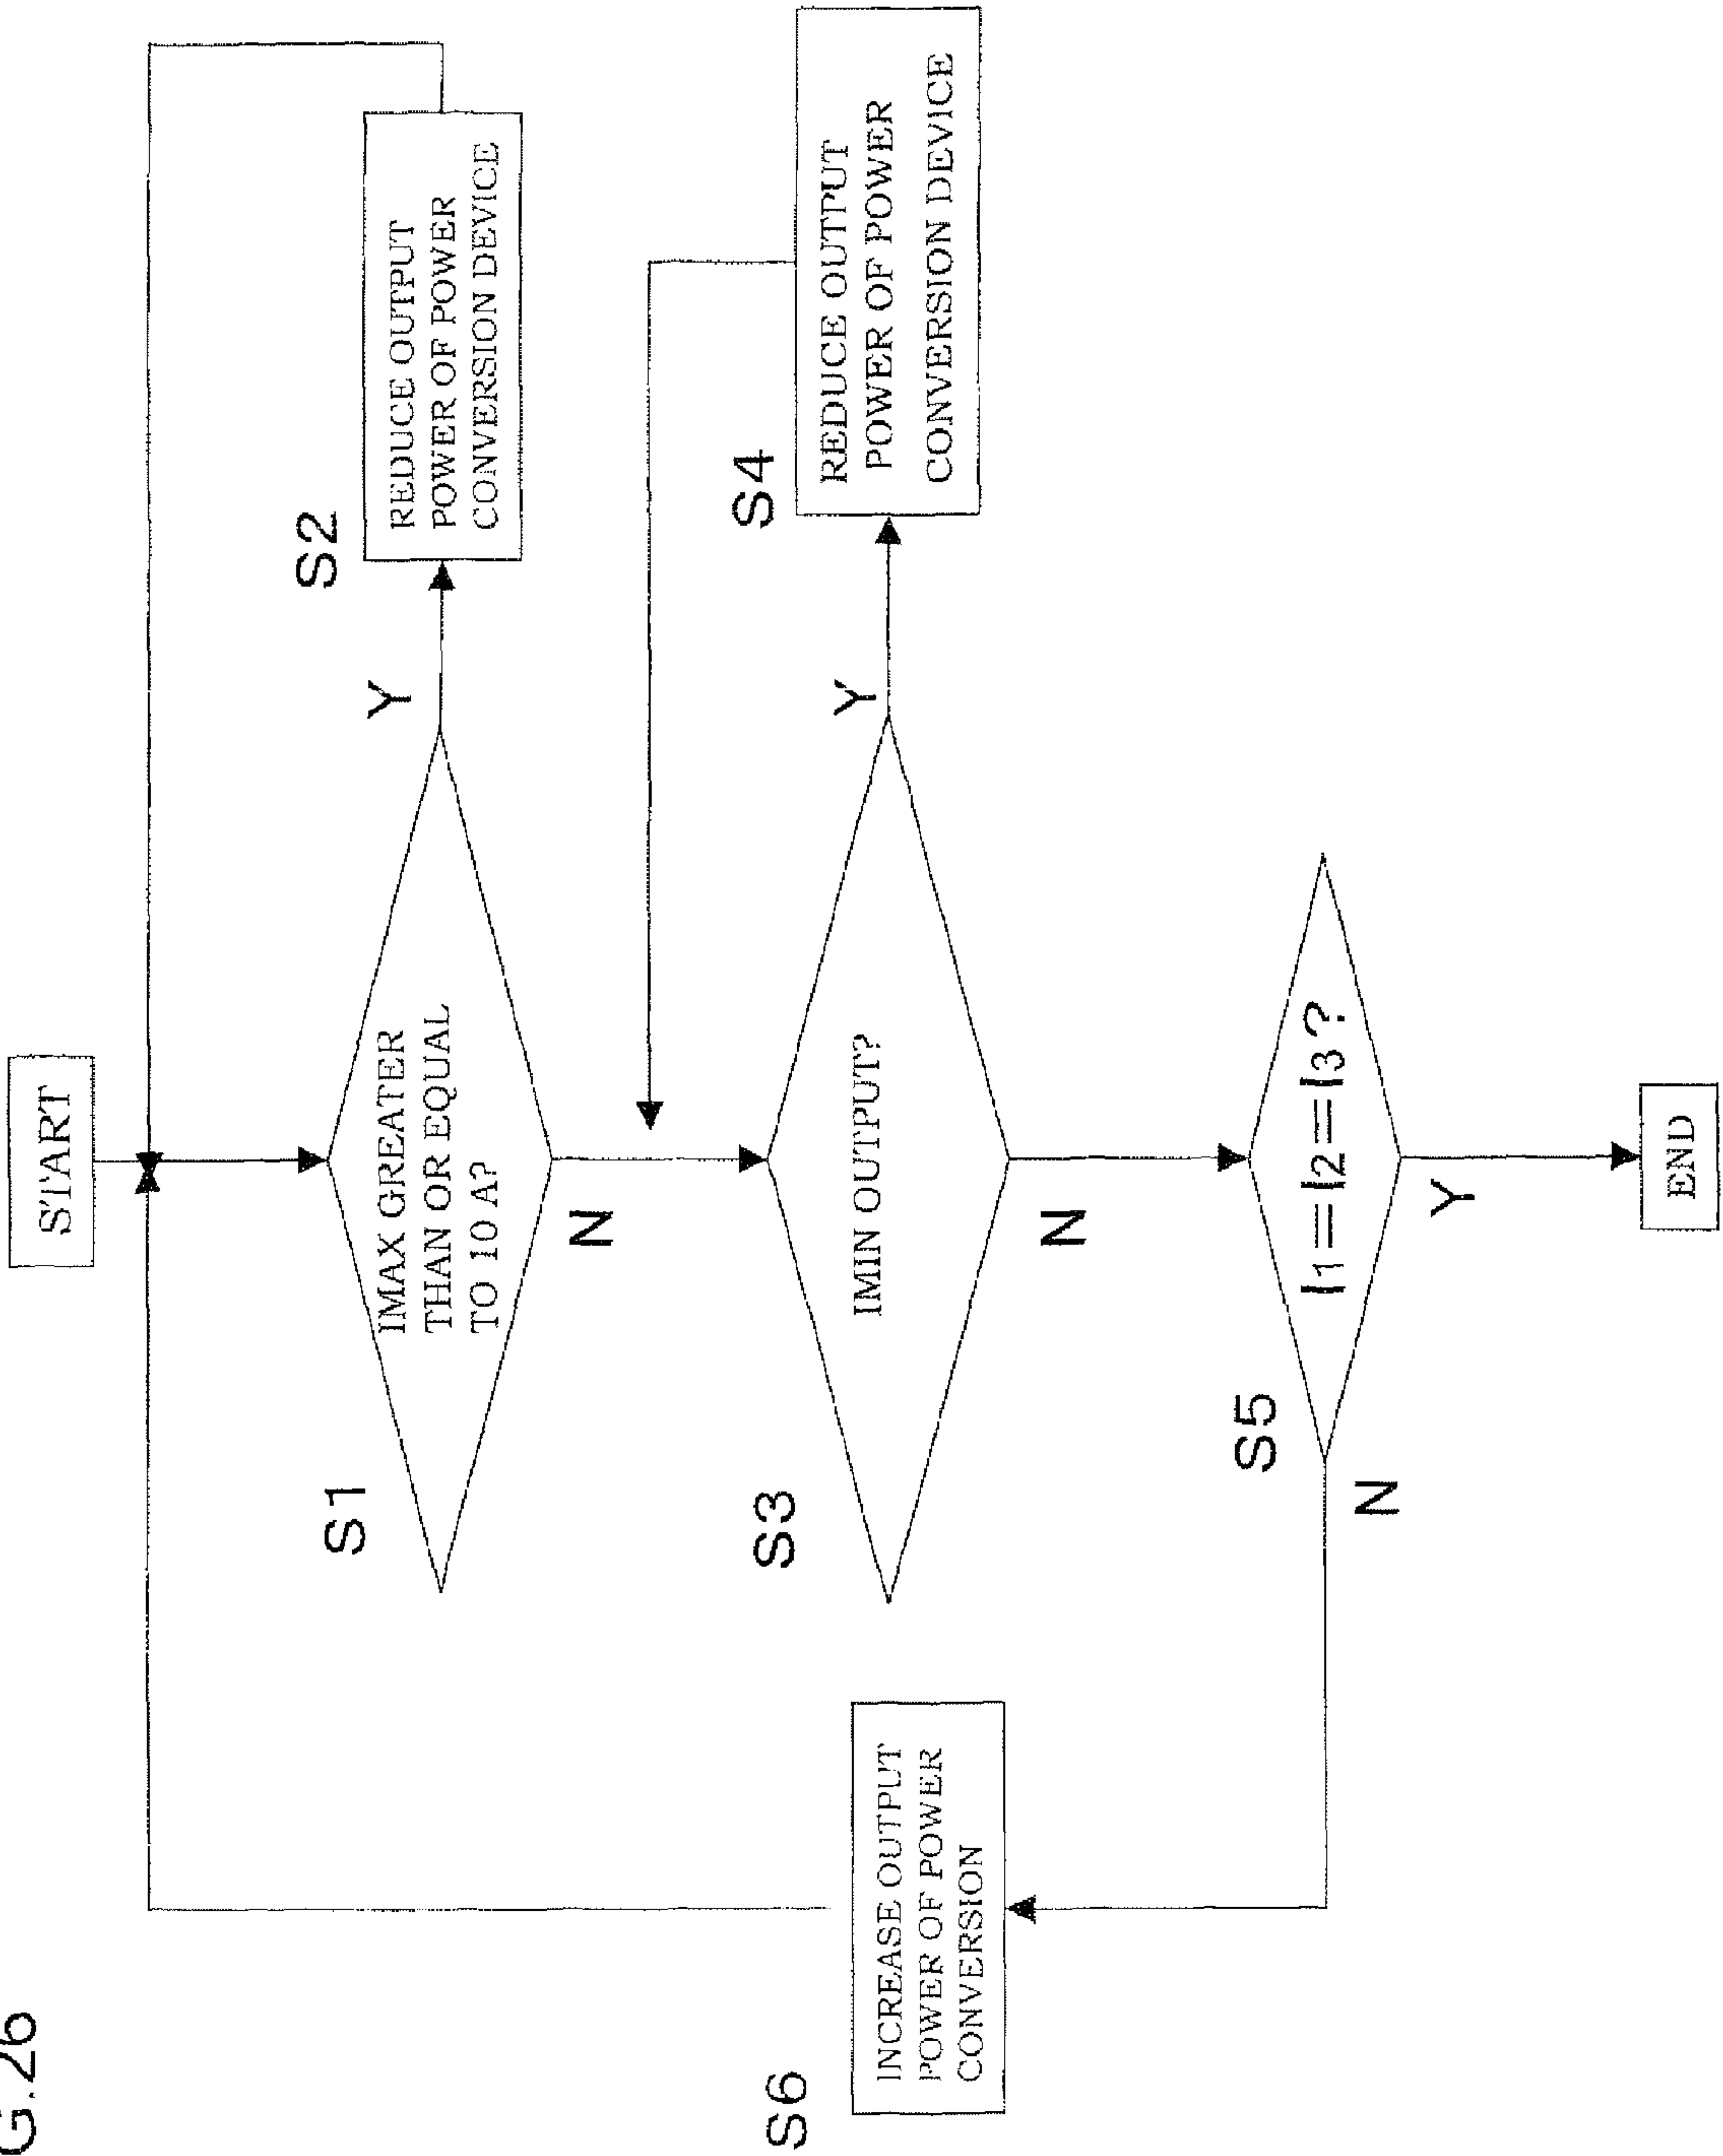 G.26
START
S1
IMAX GREATER
THAN OR EQUAL
TO 10 A?
Y
N
S2
REDUCE OUTPUT
POWER OF POWER
CONVERSION DEVICE
S3
IMIN OUTPUT?
Y
N
S4
REDUCE OUTPUT
POWER OF POWER
CONVERSION DEVICE
S5
I1=I2=I3?
N
Y
S6
INCREASE OUTPUT
POWER OF POWER
CONVERSION
END